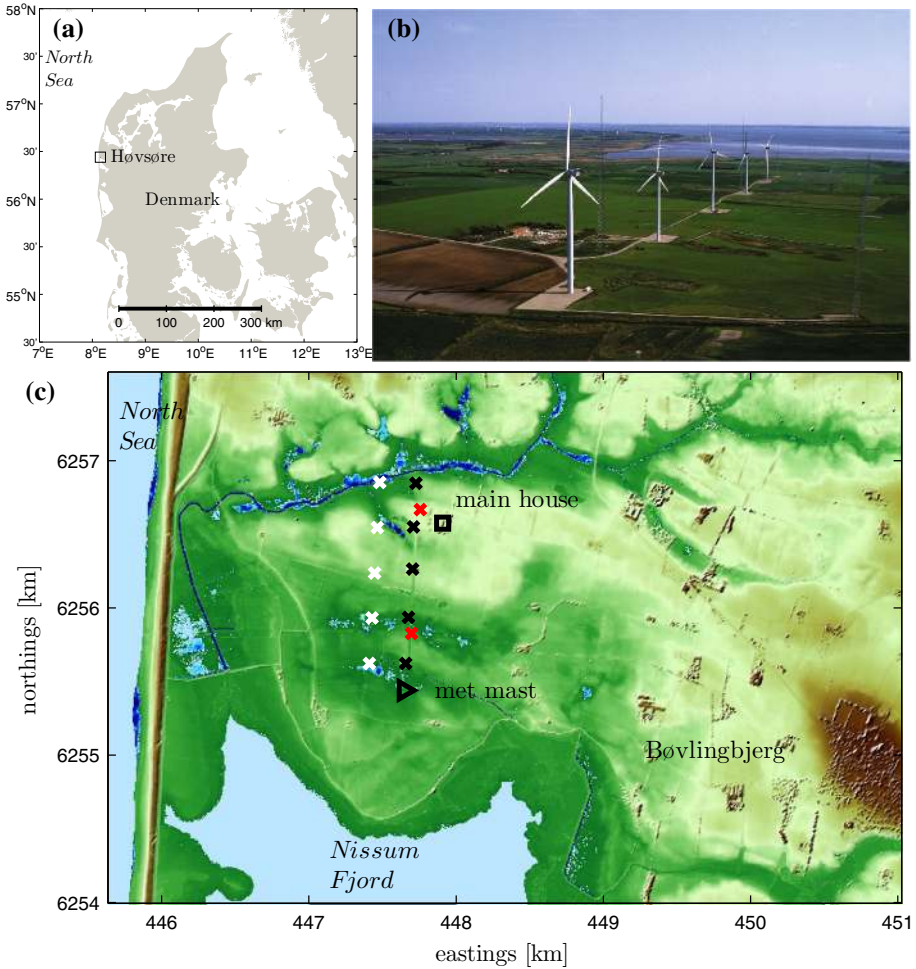 (a)
58°N
North
Sea
30'
57°N
30'
Høvsøre
56°N
Denmark
30'
55°N
0 100 200 300 km
30'
7°E 8°E 9°E 10°E 11°E 12°E 13°E
(b)
(c)
North
Sea
6257
main house
6256
met mast
6255
Bøvlingbjerg
Nissum
Fjord
6254
446 447 448 449 450 451
northings [km]
eastings [km]